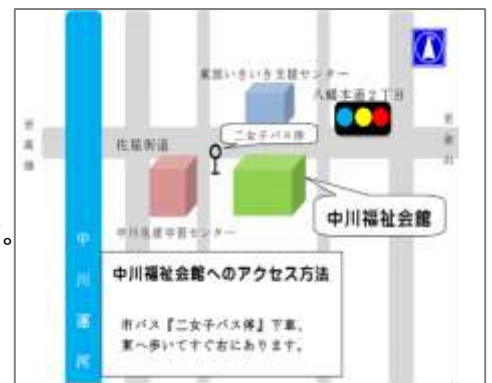 東部いきいき支援センター
八幡本通2丁目
二女子バス停
佐屋街道
中川福祉会館
中川生涯学習センター
中川運河
中川福祉会館へのアクセス方法
市バス『二女子バス停』下車、
東へ歩いてすぐ右にあります。
。